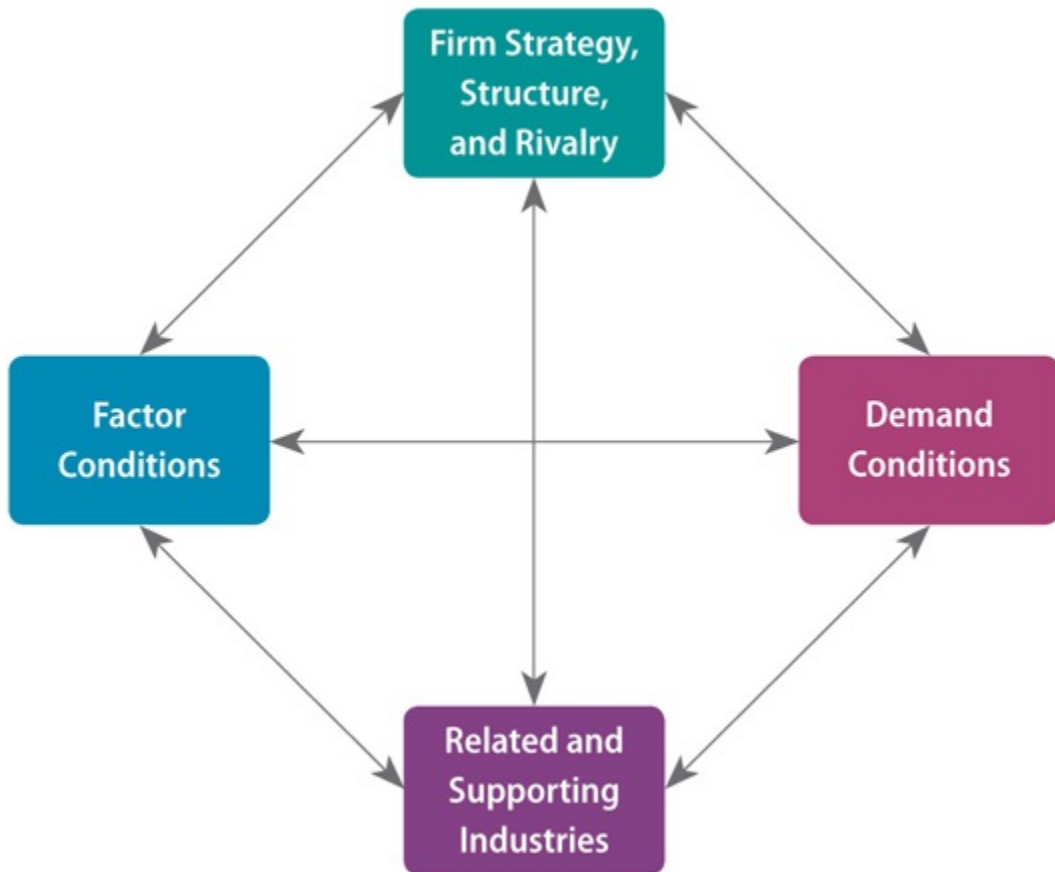 Firm Strategy,
Structure,
and Rivalry
Factor
Conditions
Demand
Conditions
Related and
Supporting
Industries